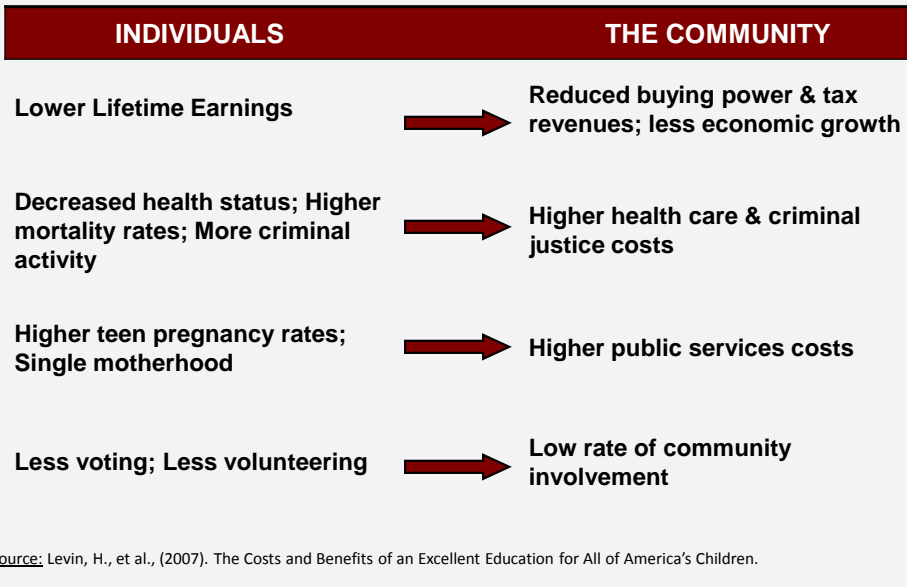 INDIVIDUALS THE COMMUNITY
Lower Lifetime Earnings
Reduced buying power & tax
revenues; less economic growth
Decreased health status; Higher
mortality rates; More criminal
activity
Higher health care & criminal
justice costs
Higher teen pregnancy rates;
Single motherhood
Higher public services costs
Less voting; Less volunteering
Low rate of community
involvement
ource: Levin, H., et al., (2007). The Costs and Benefits of an Excellent Education for All of America’s Children.